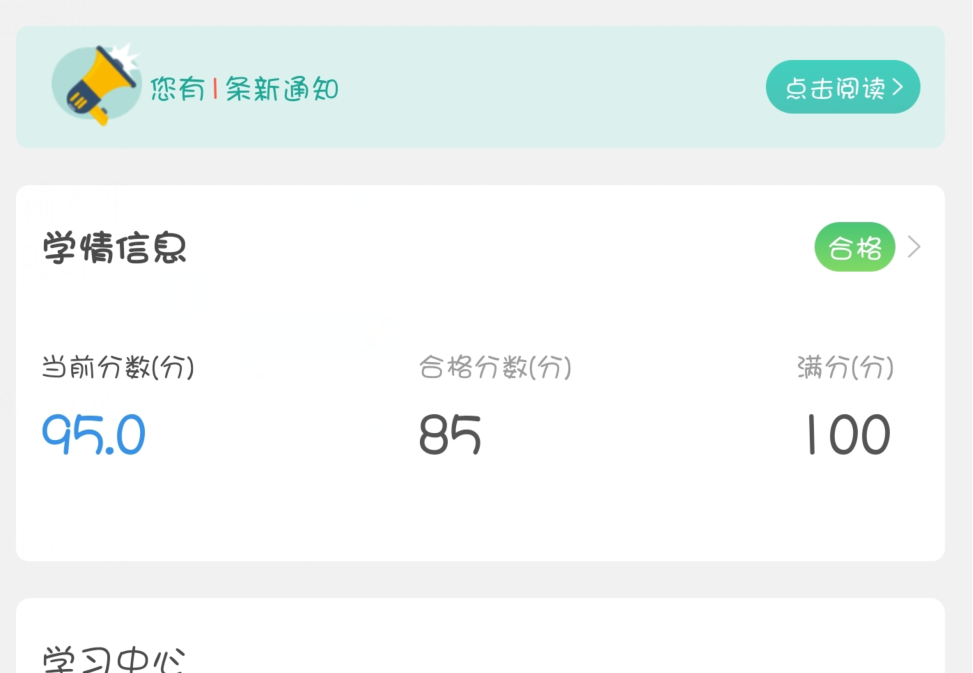 您有1条新通知
点击阅读>
学情信息
合格
当前分数(分) 合格分数(分) 满分(分)
95.0 85 100
学习中心